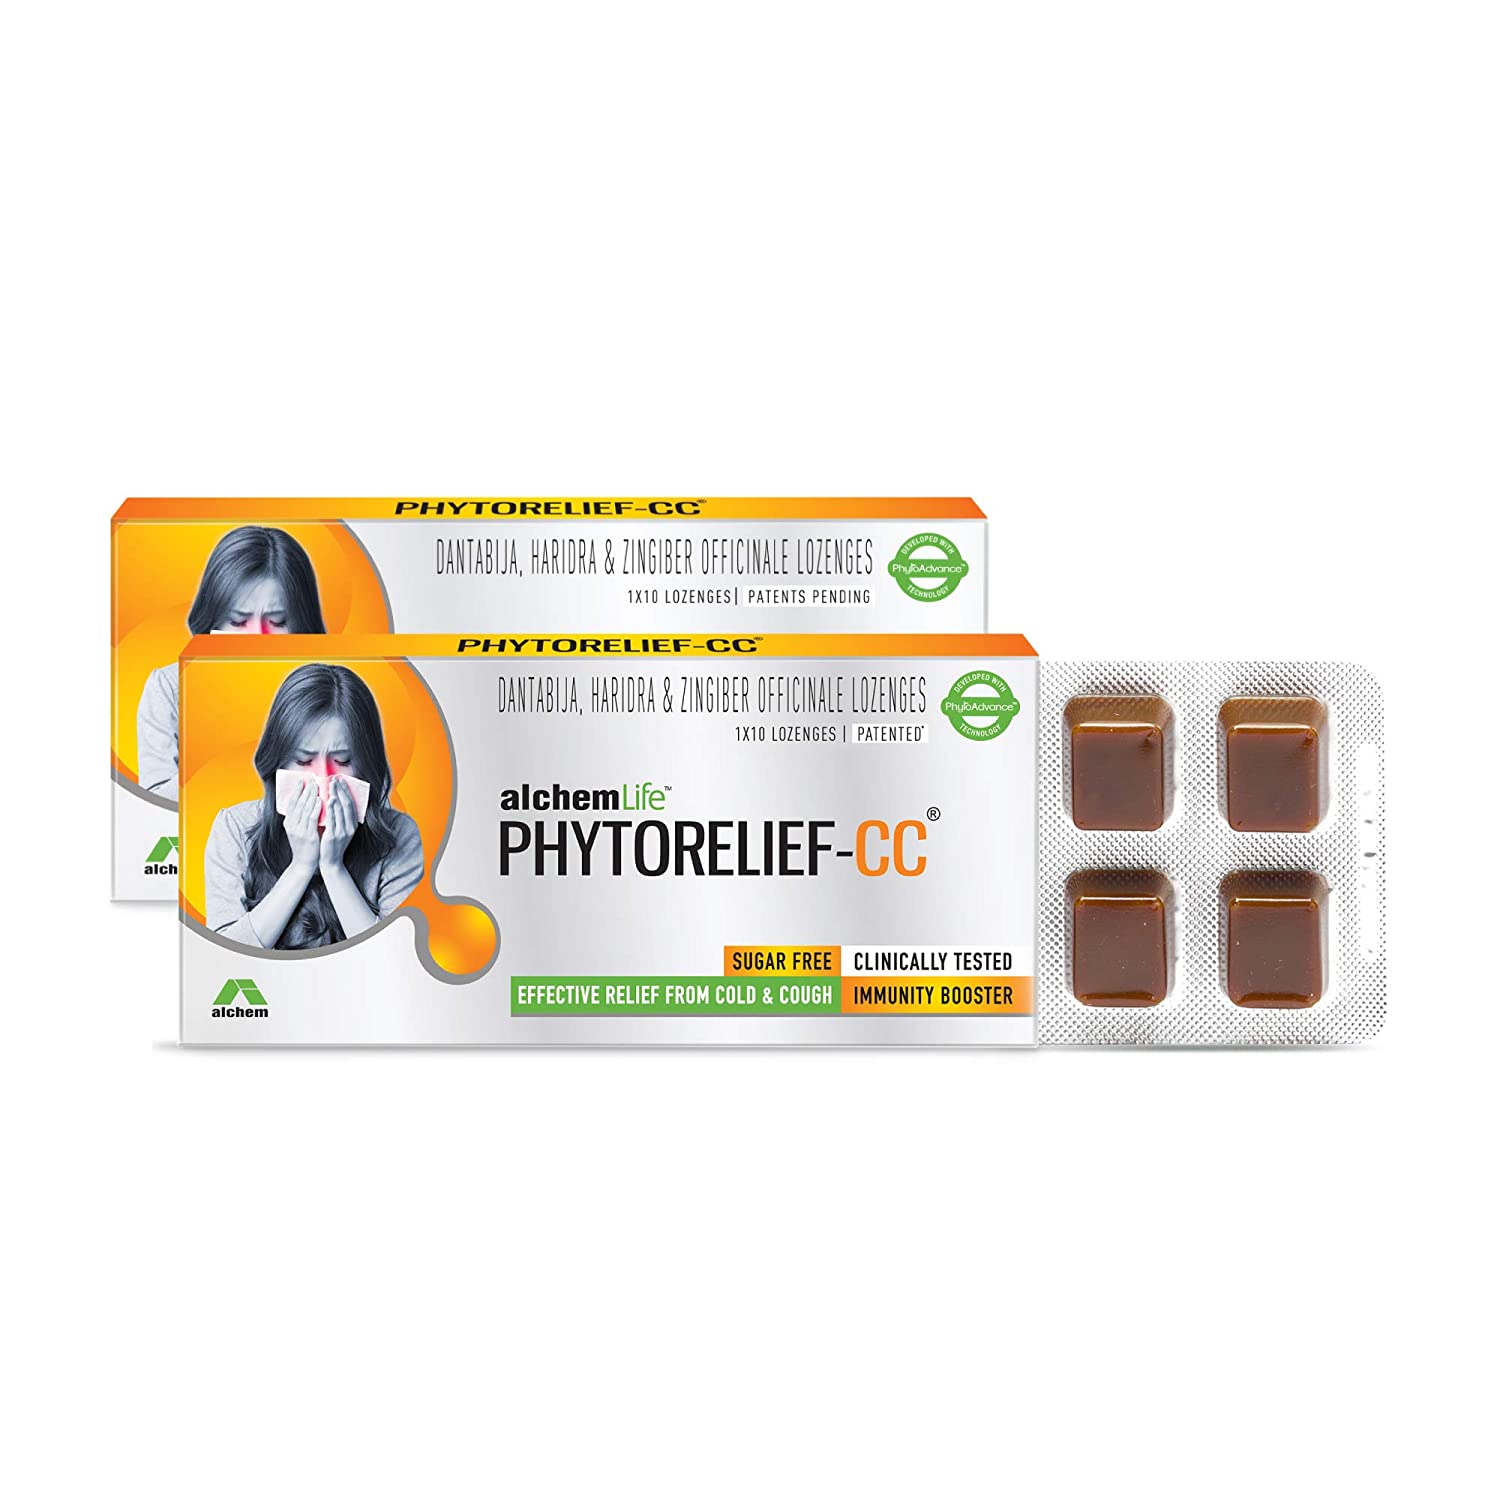 PHYTORELIEF-CC®
DANTABIJA, HARIDRA & ZINGIBER OFFICINALE LOZENGES
1X10 LOZENGES | PATENTS PENDING
DEVELOPED WITH
PhytoAdvance™
TECHNOLOGY
alch
PHYTORELIEF-CC®
DANTABIJA, HARIDRA & ZINGIBER OFFICINALE LOZENGES
1X10 LOZENGES | PATENTED*
DEVELOPED WITH
PhytoAdvance™
TECHNOLOGY
alchemLife™
PHYTORELIEF-CC®
SUGAR FREE CLINICALLY TESTED
EFFECTIVE RELIEF FROM COLD & COUGH IMMUNITY BOOSTER
alchem